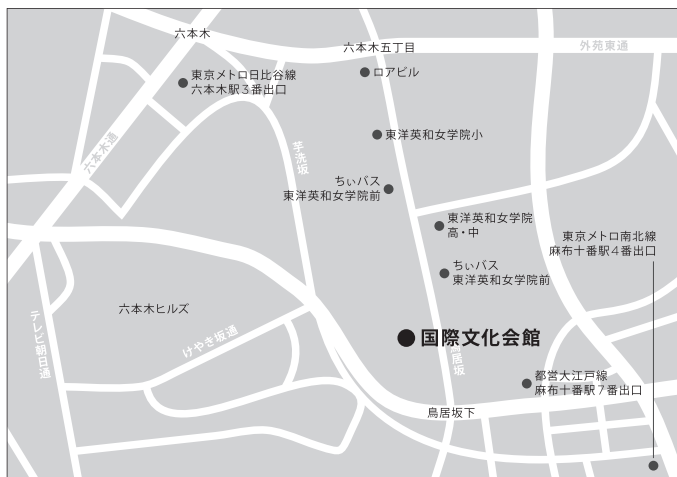 六本木
六本木五丁目
外苑東通
ロアビル
東京メトロ日比谷線
六本木駅3番出口
東洋英和女学院小
六本木通
芋洗坂
ちぃバス
東洋英和女学院前
東洋英和女学院
高・中
東京メトロ南北線
麻布十番駅4番出口
ちぃバス
東洋英和女学院前
六本木ヒルズ
テレビ朝日通
けやき坂通
国際文化会館
鳥居坂
都営大江戸線
麻布十番駅7番出口
鳥居坂下